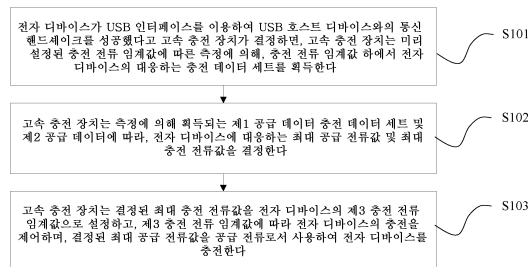 전자 디바이스가 USB 인터페이스를 이용하여 USB 호스트 디바이스와의 통신
핸드셰이크를 성공했다고 고속 충전 장치가 결정하면, 고속 충전 장치는 미리
설정된 충전 전류 임계값에 따른 측정에 의해, 충전 전류 임계값 하에서 전자
디바이스의 대응하는 충전 데이터 세트를 획득한다
S101
고속 충전 장치는 측정에 의해 획득되는 제1 공급 데이터 충전 데이터 세트 및
제2 공급 데이터에 따라, 전자 디바이스에 대응하는 최대 공급 전류값 및 최대
충전 전류값을 결정한다
S102
고속 충전 장치는 결정된 최대 충전 전류값을 전자 디바이스의 제3 충전 전류
임계값으로 설정하고, 제3 충전 전류 임계값에 따라 전자 디바이스의 충전을
제어하며, 결정된 최대 공급 전류값을 공급 전류로서 사용하여 전자 디바이스를
충전한다
S103